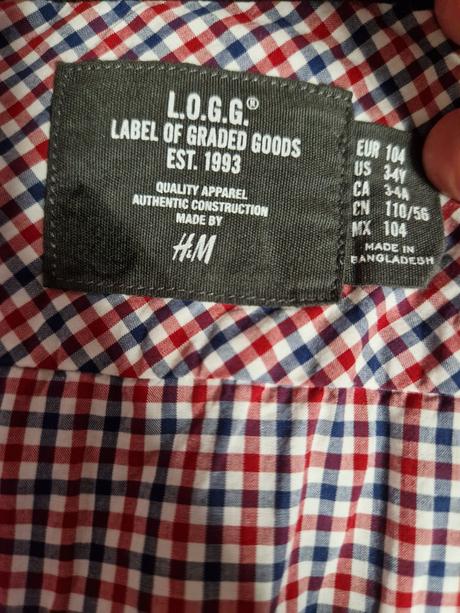 L.O.G.G.®
LABEL OF GRADED GOODS
EST. 1993
QUALITY APPAREL
AUTHENTIC CONSTRUCTION
MADE BY
H&M
EUR 104
US 3-4Y
CA 3-4A
CN 110/56
MX 104
MADE IN
BANGLADESH